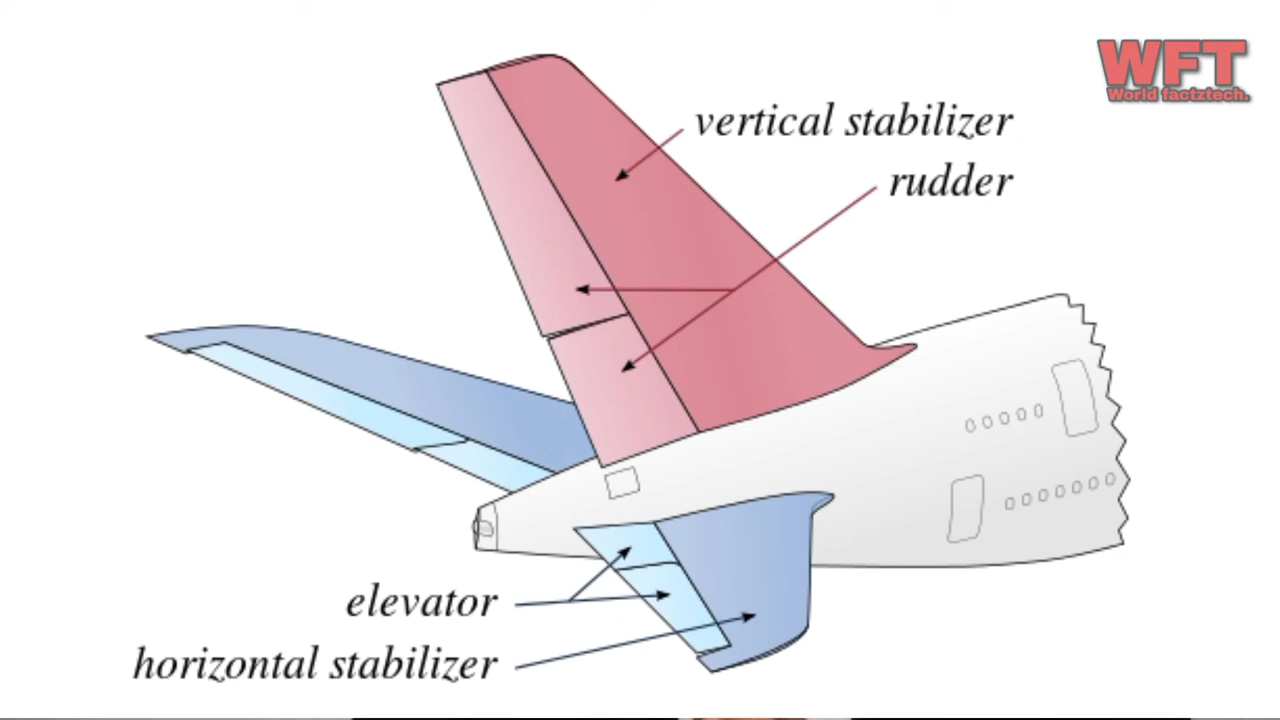 WFT
World factztech.
vertical stabilizer
rudder
elevator
horizontal stabilizer